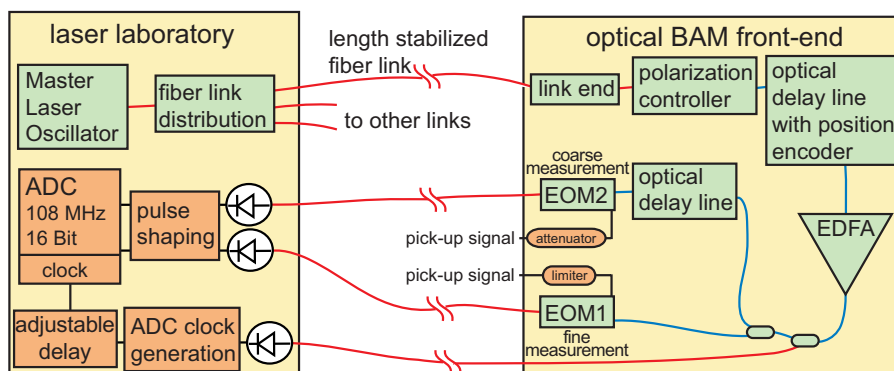 laser laboratory
Master
Laser
Oscillator
fiber link
distribution
length stabilized
fiber link
to other links
optical BAM front-end
link end
polarization
controller
optical
delay line
with position
encoder
ADC
108 MHz
16 Bit
clock
pulse
shaping
adjustable
delay
ADC clock
generation
coarse
measurement
EOM2
optical
delay line
pick-up signal
attenuator
pick-up signal
limiter
EOM1
fine
measurement
EDFA